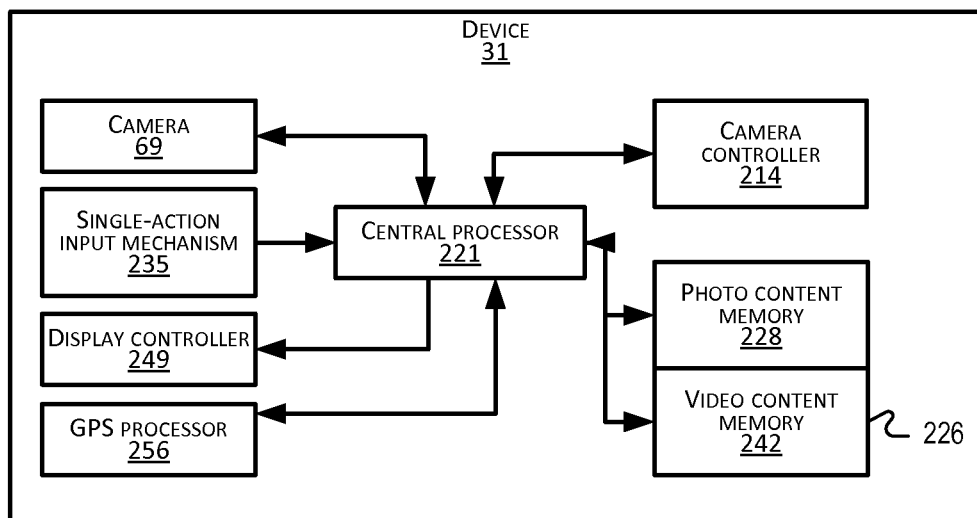 DEVICE
31
CAMERA
69
CAMERA
CONTROLLER
214
SINGLE-ACTION
INPUT MECHANISM
235
CENTRAL PROCESSOR
221
DISPLAY CONTROLLER
249
PHOTO CONTENT
MEMORY
228
GPS PROCESSOR
256
VIDEO CONTENT
MEMORY
242
226